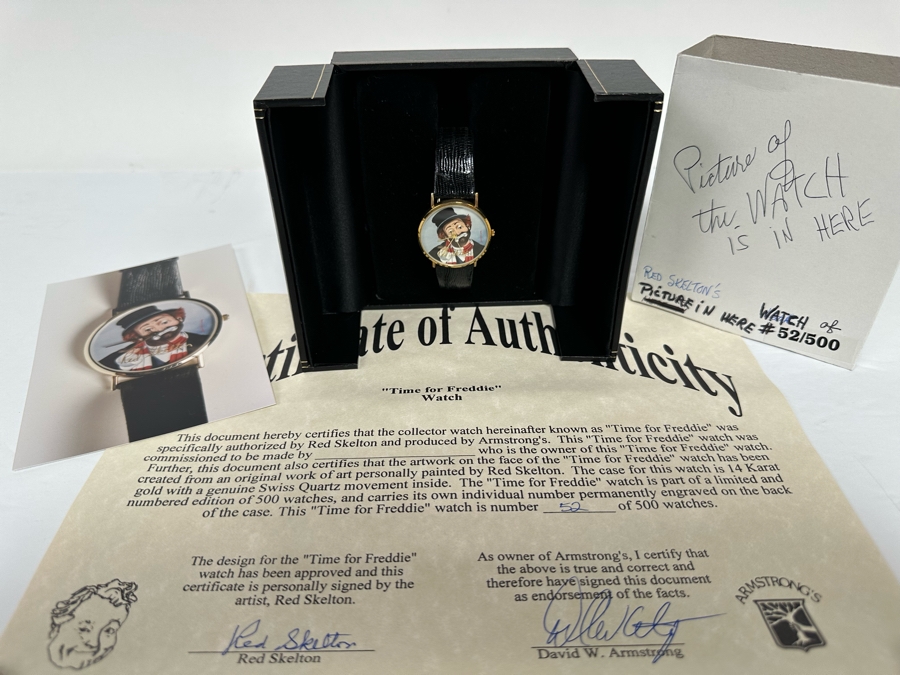 Picture of
the WATCH
IS IN HERE
RED SKELTON'S
PICTURE IN HERE
WATCH of
# 52/500
ate of Auth
nticity
"Time for Freddie"
Watch
This document hereby certifies that the collector watch hereinafter known as "Time for Freddie" was
specifically authorized by Red Skelton and produced by Armstrong's. This "Time for Freddie" watch was
commissioned to be made by ____________________ who is the owner of this "Time for Freddie" watch.
Further, this document also certifies that the artwork on the face of the "Time for Freddie" watch has been
created from an original work of art personally painted by Red Skelton. The case for this watch is 14 Karat
gold with a genuine Swiss Quartz movement inside. The "Time for Freddie" watch is part of a limited and
numbered edition of 500 watches, and carries its own individual number permanently engraved on the back
of the case. This "Time for Freddie" watch is number 52 of 500 watches.
The design for the "Time for Freddie"
watch has been approved and this
certificate is personally signed by the
artist, Red Skelton.
Red Skelton
Red Skelton
As owner of Armstrong's, I certify that
the above is true and correct and
therefore have signed this document
as endorsement of the facts.
David W. Armstrong
ARMSTRONG'S